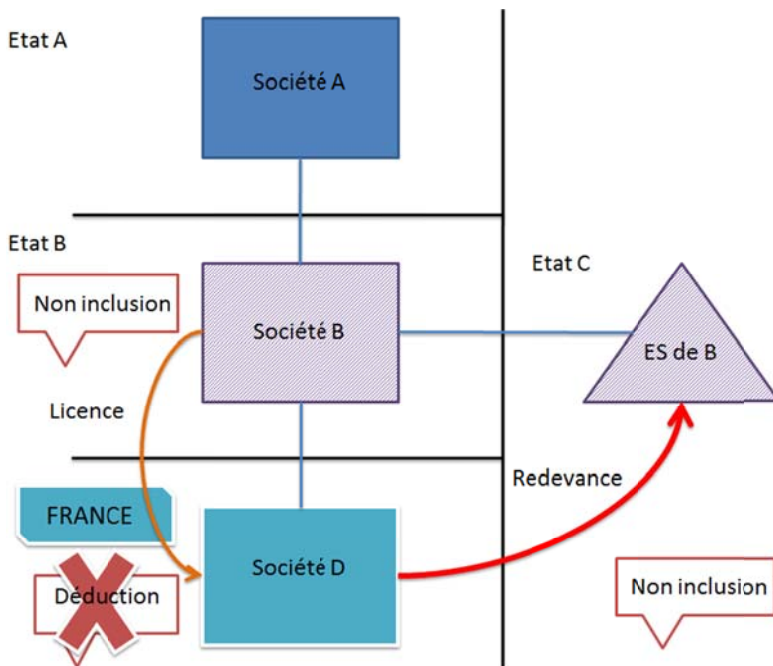 Etat A
Société A
Etat B
Etat C
Non inclusion
Société B
ES de B
Licence
Redevance
FRANCE
Société D
Déduction
Non inclusion